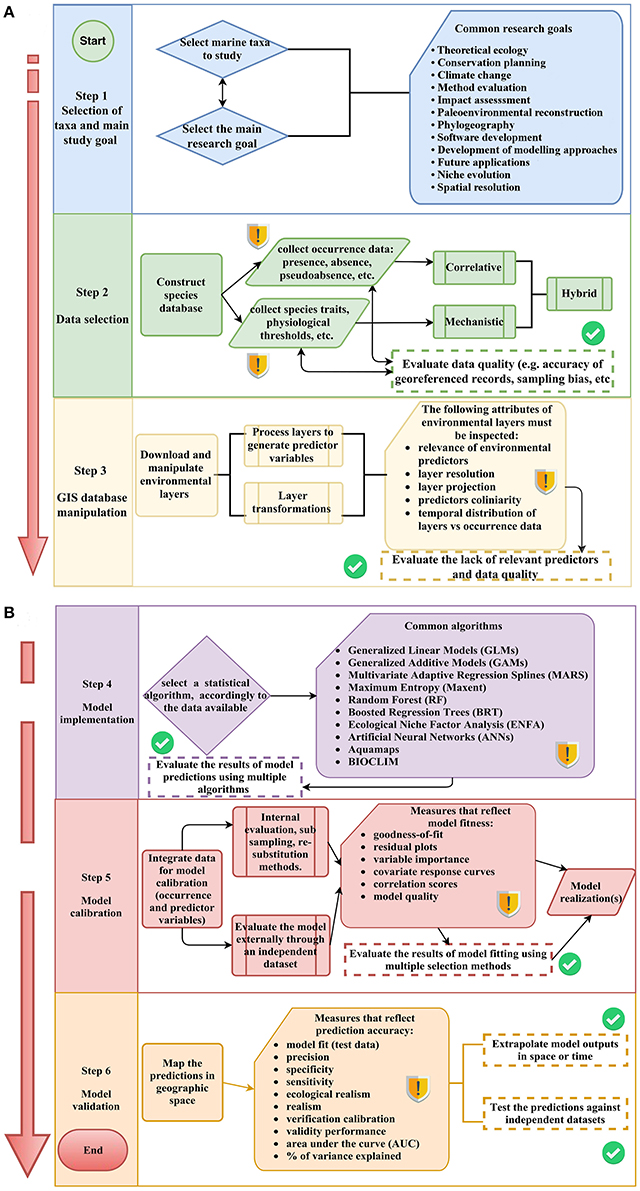 A
Start
Step 1
Selection of
taxa and main
study goal
Select marine taxa
to study
Select the main
research goal
Common research goals
• Theoretical ecology
• Conservation planning
• Climate change
• Method evaluation
• Impact assesssment
• Paleoenvironmental reconstruction
• Phylogeography
• Software development
• Development of modelling approaches
• Future applications
• Niche evolution
• Spatial resolution
Step 2
Data selection
Construct
species
database
collect occurrence data:
presence, absence,
pseudoabsence, etc.
collect species traits,
physiological
thresholds, etc.
Correlative
Mechanistic
Hybrid
Evaluate data quality (e.g. accuracy of
georeferenced records, sampling bias, etc
Step 3
GIS database
manipulation
Download and
manipulate
environmental
layers
Process layers to
generate predictor
variables
Layer
transformations
The following attributes of
environmental layers must
be inspected:
• relevance of environmental
predictors
• layer resolution
• layer projection
• predictors coliniarity
• temporal distribution of
layers vs occurrence data
Evaluate the lack of relevant predictors
and data quality
B
Step 4
Model
implementation
select a statistical
algorithm, accordingly to
the data available
Evaluate the results of model
predictions using multiple
algorithms
Common algorithms
• Generalized Linear Models (GLMs)
• Generalized Additive Models (GAMs)
• Multivariate Adaptive Regression Splines (MARS)
• Maximum Entropy (Maxent)
• Random Forest (RF)
• Boosted Regression Trees (BRT)
• Ecological Niche Factor Analysis (ENFA)
• Artificial Neural Networks (ANNs)
• Aquamaps
• BIOCLIM
Step 5
Model
calibration
Integrate data
for model
calibration
(occurrence and
predictor
variables)
Internal
evaluation, sub
sampling, re-
substitution
methods.
Evaluate the model
externally through
an independent
dataset
Measures that reflect
model fitness:
• goodness-of-fit
• residual plots
• variable importance
• covariate response curves
• correlation scores
• model quality
Model
realization(s)
Evaluate the results of model fitting using
multiple selection methods
Step 6
Model
validation
End
Map the
predictions in
geographic
space
Measures that reflect
prediction accuracy:
• model fit (test data)
• precision
• specificity
• sensitivity
• ecological realism
• realism
• verification calibration
• validity performance
• area under the curve (AUC)
• % of variance explained
Extrapolate model outputs
in space or time
Test the predictions against
independent datasets